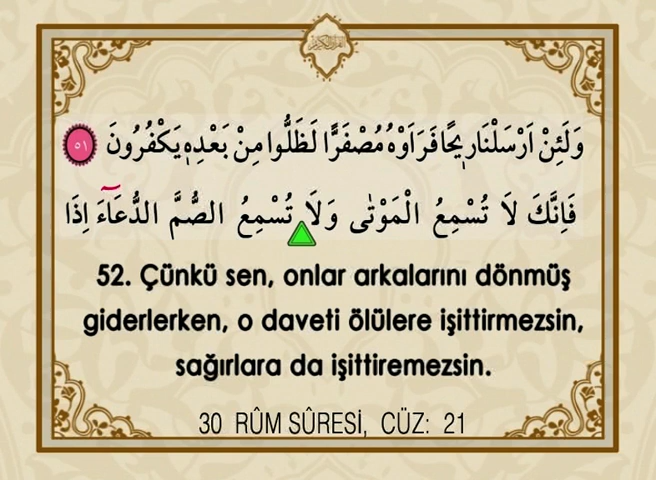 وَلَئِنْ اَرْسَلْنَا رٖيحًا فَرَاَوْهُ مُصْفَرًّا لَظَلُّوا مِنْ بَعْدِهٖ يَكْفُرُونَ ٥١
فَاِنَّكَ لَا تُسْمِعُ الْمَوْتٰى وَلَا تُسْمِعُ الصُّمَّ الدُّعَٓاءَ اِذَا
52. Çünkü sen, onlar arkalarını dönmüş
giderlerken, o daveti ölülere işittirmezsin,
sağırlara da işittiremezsin.
30 RÛM SÛRESİ, CÜZ: 21